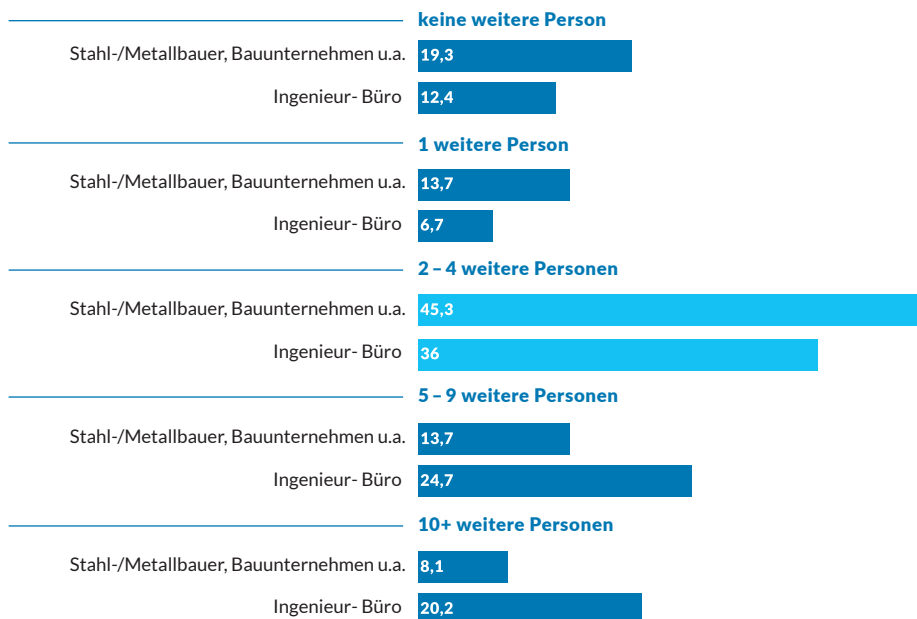 keine weitere Person
Stahl-/Metallbauer, Bauunternehmen u.a. 19,3
Ingenieur- Büro 12,4
1 weitere Person
Stahl-/Metallbauer, Bauunternehmen u.a. 13,7
Ingenieur- Büro 6,7
2 – 4 weitere Personen
Stahl-/Metallbauer, Bauunternehmen u.a. 45,3
Ingenieur- Büro 36
5 – 9 weitere Personen
Stahl-/Metallbauer, Bauunternehmen u.a. 13,7
Ingenieur- Büro 24,7
10+ weitere Personen
Stahl-/Metallbauer, Bauunternehmen u.a. 8,1
Ingenieur- Büro 20,2